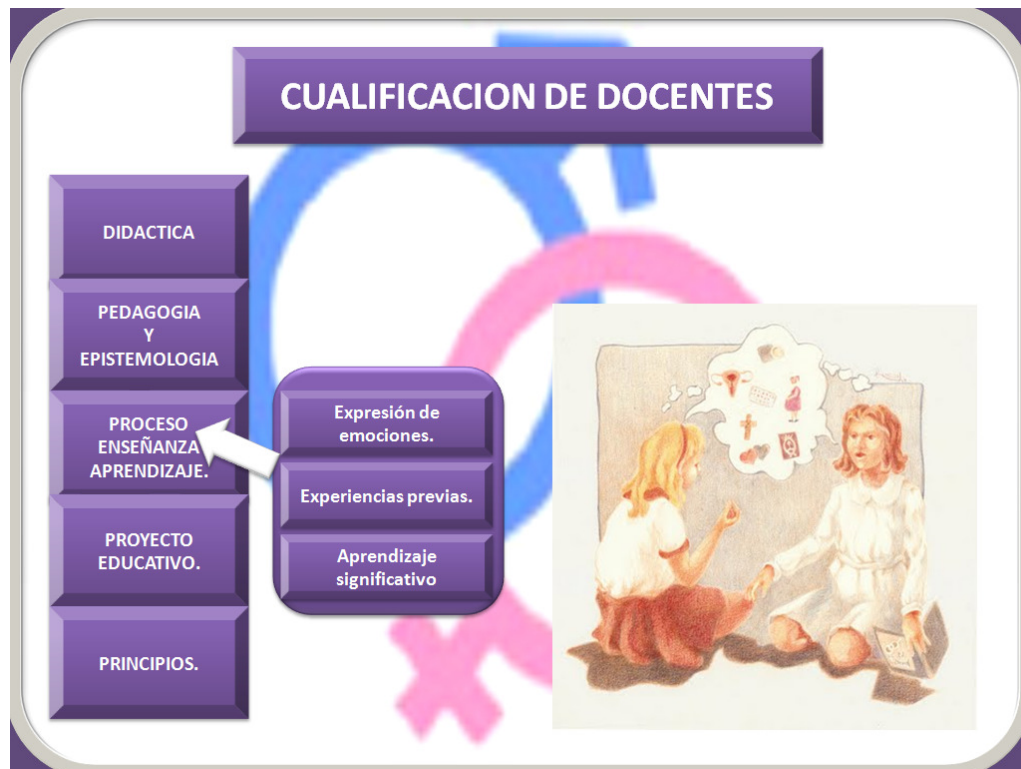 CUALIFICACION DE DOCENTES
DIDACTICA
PEDAGOGIA
Y
EPISTEMOLOGIA
PROCESO
ENSEÑANZA
APRENDIZAJE.
PROYECTO
EDUCATIVO.
PRINCIPIOS.
Expresión de
emociones.
Experiencias previas.
Aprendizaje
significativo